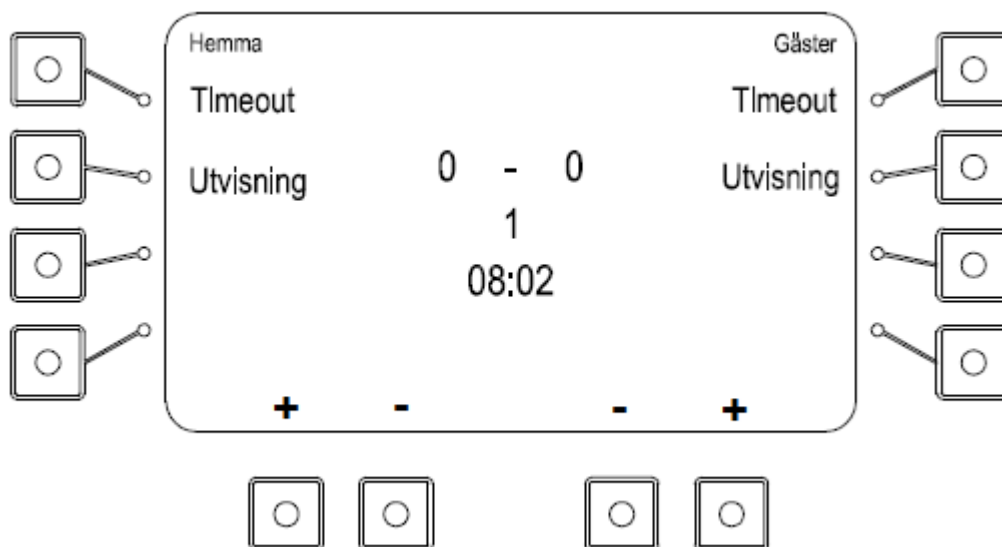 Hemma Gäster
TImeout TImeout
Utvisning 0 - 0 Utvisning
1
08:02
+ - - +